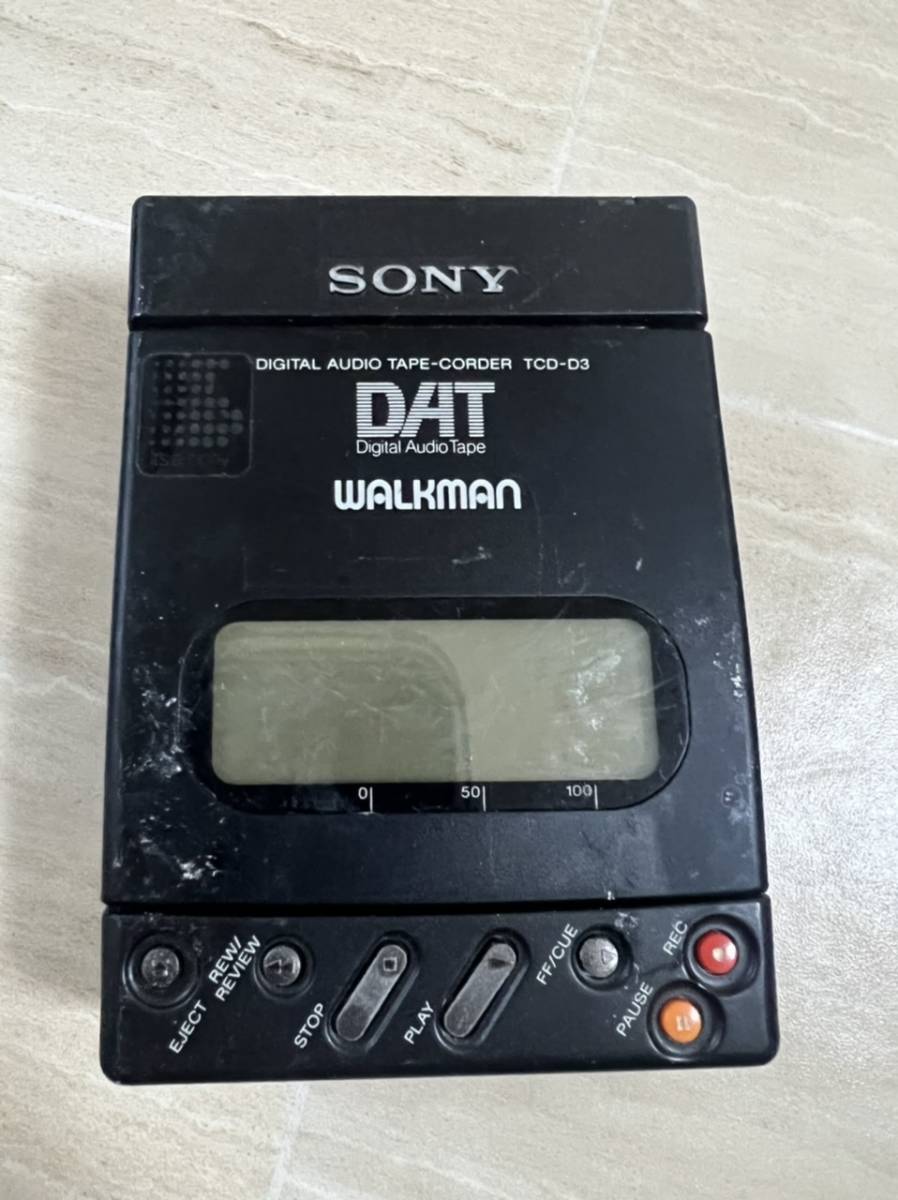 SONY
DIGITAL AUDIO TAPE-CORDER TCD-D3
DAT
Digital Audio Tape
WALKMAN
0 50 100
EJECT
REW/
REVIEW
STOP
PLAY
FF/CUE
PAUSE
REC